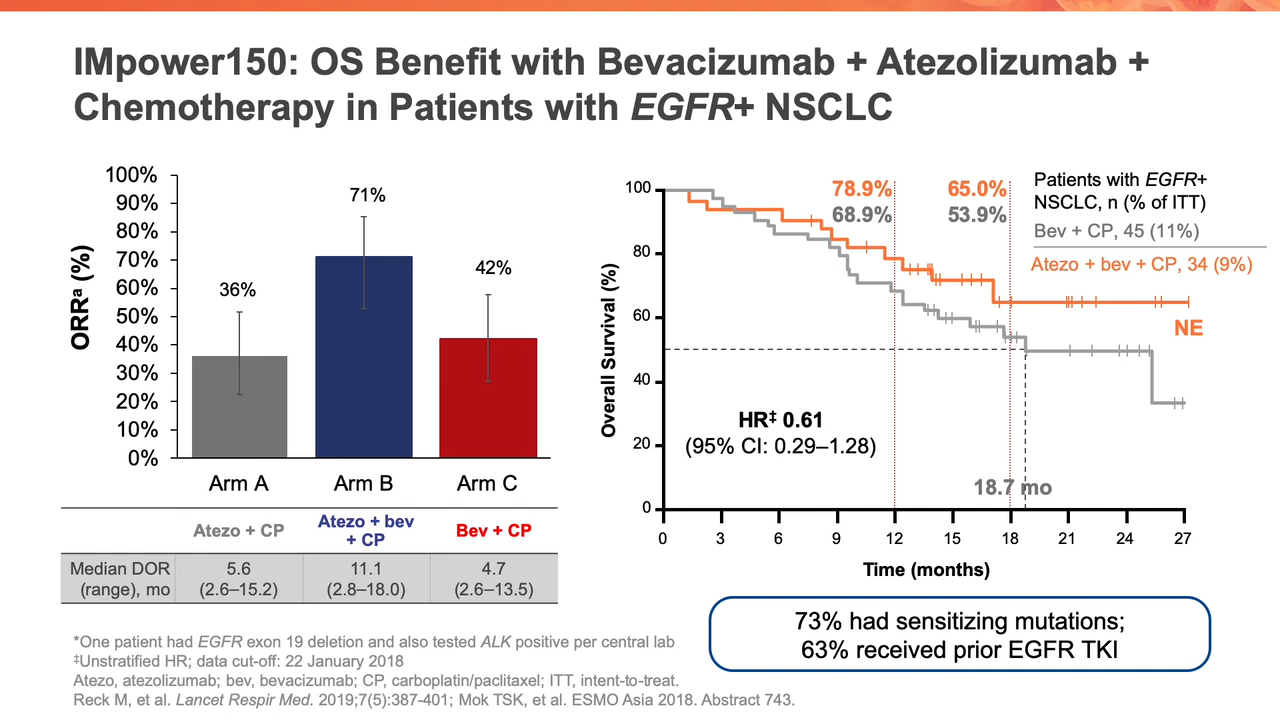 IMpower150: OS Benefit with Bevacizumab + Atezolizumab +
Chemotherapy in Patients with EGFR+ NSCLC
ORRᵃ (%)
100%
90%
80%
70%
60%
50%
40%
30%
20%
10%
0%
36%
71%
42%
Arm A
Arm B
Arm C
Atezo + CP
Atezo + bev
+ CP
Bev + CP
Median DOR
(range), mo
5.6
(2.6–15.2)
11.1
(2.8–18.0)
4.7
(2.6–13.5)
Overall Survival (%)
100
80
60
40
20
0
78.9%
68.9%
65.0%
53.9%
Patients with EGFR+
NSCLC, n (% of ITT)
Bev + CP, 45 (11%)
Atezo + bev + CP, 34 (9%)
NE
HR‡ 0.61
(95% CI: 0.29–1.28)
18.7 mo
0 3 6 9 12 15 18 21 24 27
Time (months)
73% had sensitizing mutations;
63% received prior EGFR TKI
*One patient had EGFR exon 19 deletion and also tested ALK positive per central lab
‡Unstratified HR; data cut-off: 22 January 2018
Atezo, atezolizumab; bev, bevacizumab; CP, carboplatin/paclitaxel; ITT, intent-to-treat.
Reck M, et al. Lancet Respir Med. 2019;7(5):387-401; Mok TSK, et al. ESMO Asia 2018. Abstract 743.